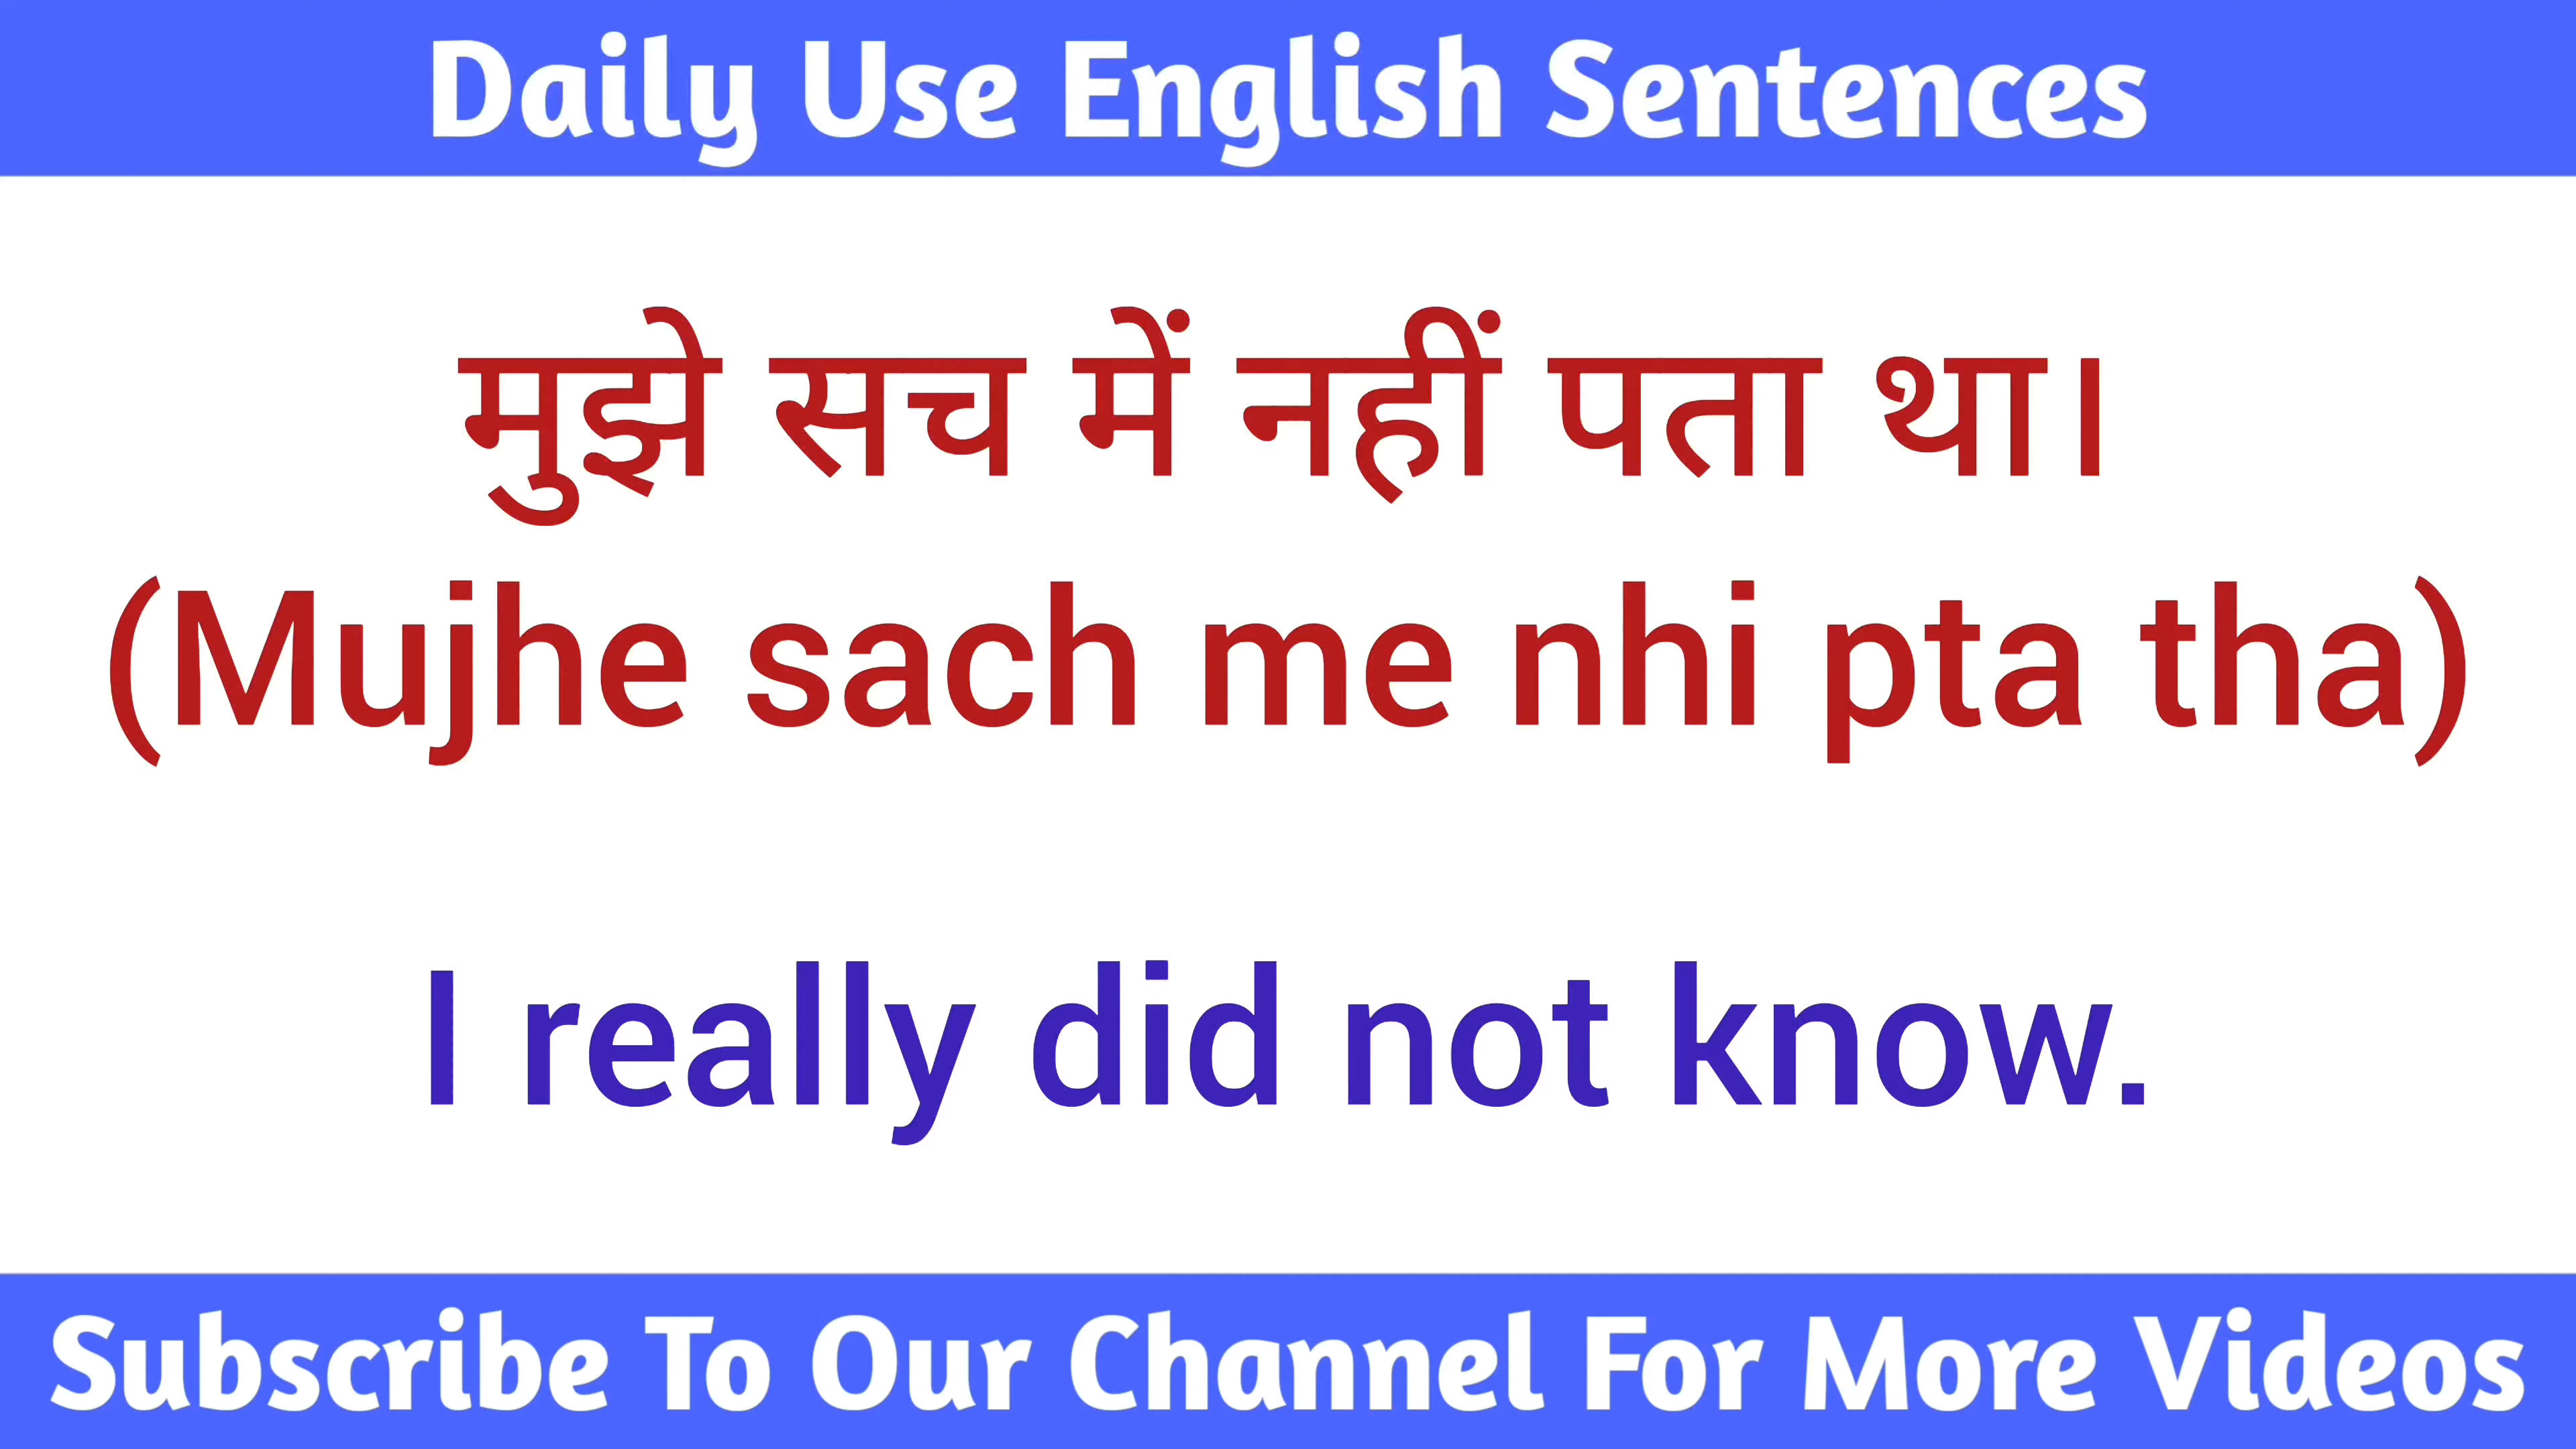 Daily Use English Sentences
मुझे सच में नहीं पता था।
(Mujhe sach me nhi pta tha)
I really did not know.
Subscribe To Our Channel For More Videos